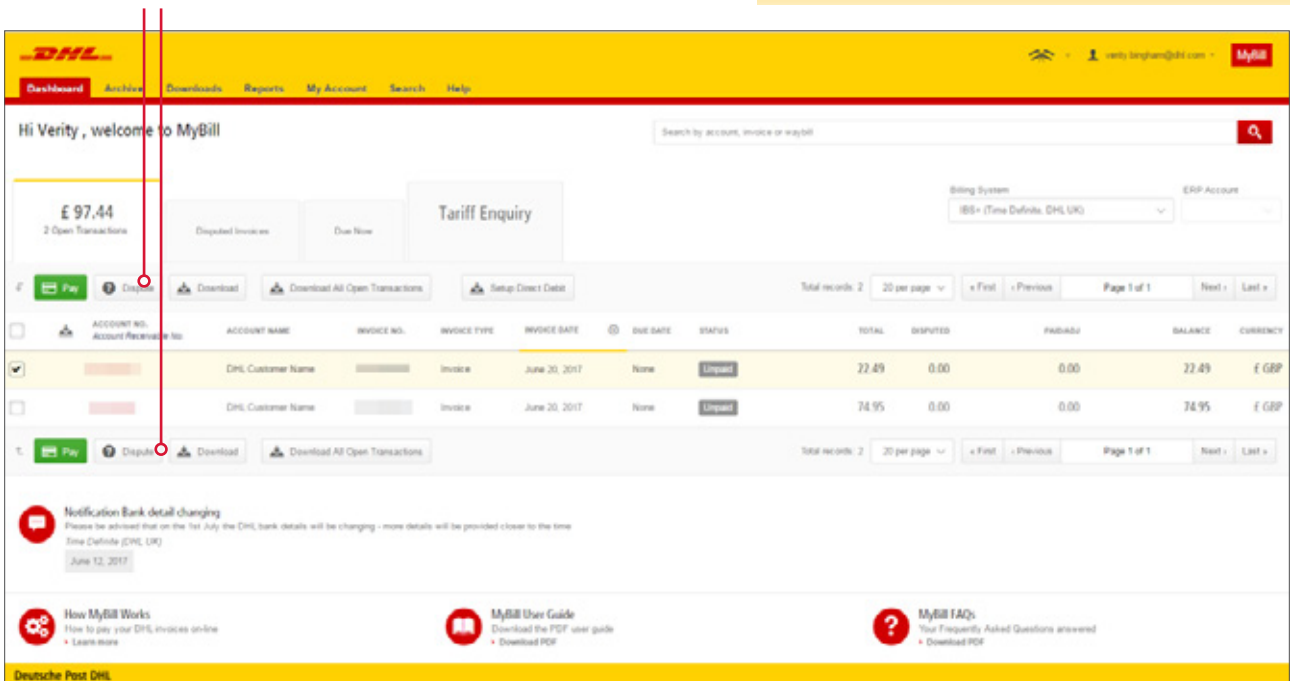 DHL
verity.bingham@dhl.com
MyBill
Dashboard Archive Downloads Reports My Account Search Help
Hi Verity , welcome to MyBill
Search by account, invoice or waybill
Billing System ERP Account
£ 97.44
2 Open Transactions
Disputed Invoices
Due Now
Tariff Enquiry
IBS+ (Time Definite, DHL UK)
Pay Dispute Download Download All Open Transactions Setup Direct Debit Total records: 2 20 per page « First ‹ Previous Page 1 of 1 Next › Last »
ACCOUNT NO. ACCOUNT NAME INVOICE NO. INVOICE TYPE INVOICE DATE DUE DATE STATUS TOTAL DISPUTED PAID/ADJ BALANCE CURRENCY
Account Receivable No
DHL Customer Name Invoice June 20, 2017 None Unpaid 22.49 0.00 0.00 22.49 £ GBP
DHL Customer Name Invoice June 20, 2017 None Unpaid 74.95 0.00 0.00 74.95 £ GBP
Pay Dispute Download Download All Open Transactions Total records: 2 20 per page « First ‹ Previous Page 1 of 1 Next › Last »
Notification Bank detail changing
Please be advised that on the 1st July the DHL bank details will be changing - more details will be provided closer to the time
Time Definite (DHL UK)
June 12, 2017
How MyBill Works
How to pay your DHL invoices on-line
Learn more
MyBill User Guide
Download the PDF user guide
Download PDF
MyBill FAQs
Your Frequently Asked Questions answered
Download PDF
Deutsche Post DHL